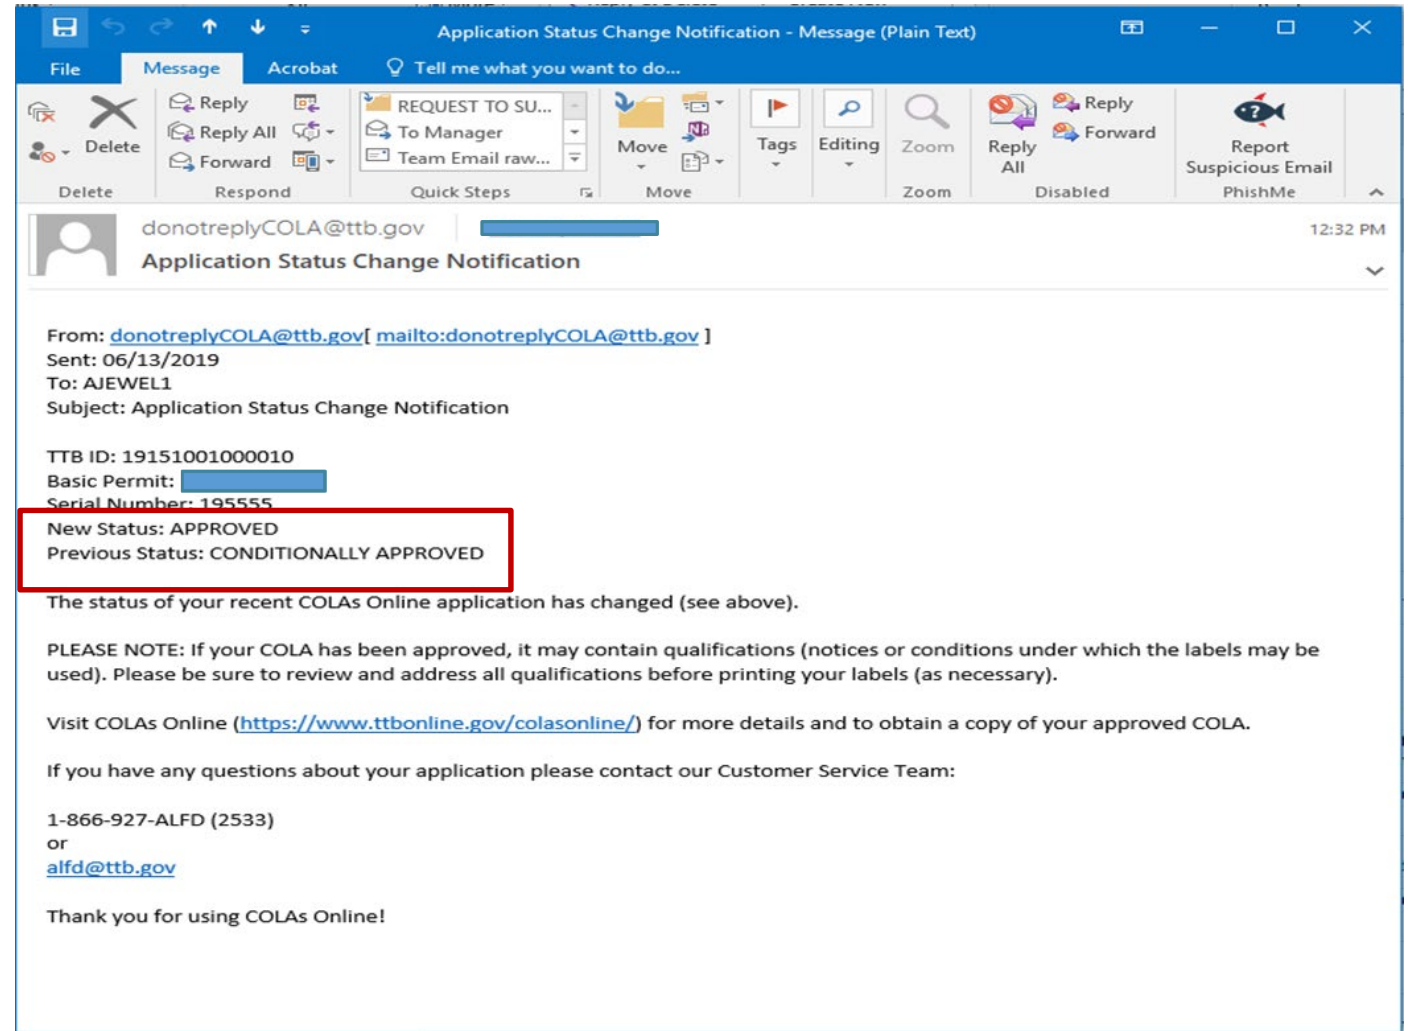 Application Status Change Notification - Message (Plain Text)
File Message Acrobat Tell me what you want to do...
Delete
Reply
Reply All
Forward
REQUEST TO SU...
To Manager
Team Email raw...
Move
Tags
Editing
Zoom
Reply All
Reply
Forward
Report Suspicious Email
Delete Respond Quick Steps Move Zoom Disabled PhishMe
donotreplyCOLA@ttb.gov
12:32 PM
Application Status Change Notification
From: donotreplyCOLA@ttb.gov[ mailto:donotreplyCOLA@ttb.gov ]
Sent: 06/13/2019
To: AJEWEL1
Subject: Application Status Change Notification
TTB ID: 19151001000010
Basic Permit:
Serial Number: 195555
New Status: APPROVED
Previous Status: CONDITIONALLY APPROVED
The status of your recent COLAs Online application has changed (see above).
PLEASE NOTE: If your COLA has been approved, it may contain qualifications (notices or conditions under which the labels may be
used). Please be sure to review and address all qualifications before printing your labels (as necessary).
Visit COLAs Online (https://www.ttbonline.gov/colasonline/) for more details and to obtain a copy of your approved COLA.
If you have any questions about your application please contact our Customer Service Team:
1-866-927-ALFD (2533)
or
alfd@ttb.gov
Thank you for using COLAs Online!